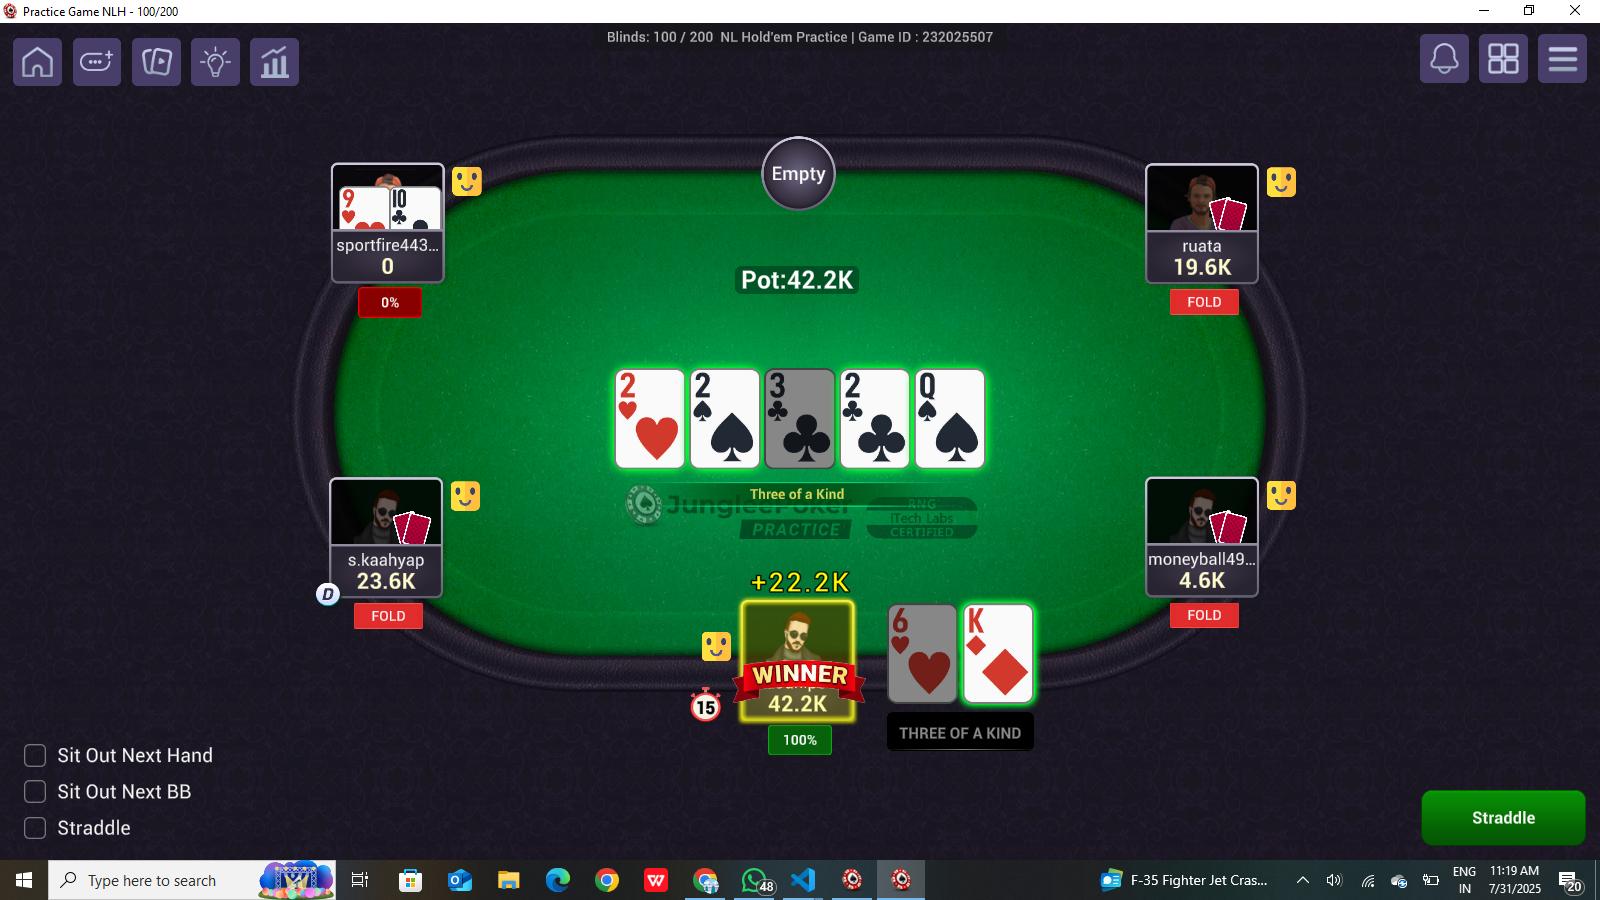 Practice Game NLH - 100/200
Blinds: 100 / 200 NL Hold'em Practice | Game ID : 232025507
Empty
9 10
sportfire443...
0
0%
ruata
19.6K
FOLD
Pot:42.2K
2 2 3 2 Q
Three of a Kind
JungleePoker
PRACTICE
RNG
iTech Labs
CERTIFIED
s.kaahyap
23.6K
D
FOLD
moneyball49...
4.6K
FOLD
+22.2K
WINNER
42.2K
15
100%
6 K
THREE OF A KIND
Sit Out Next Hand
Sit Out Next BB
Straddle
Straddle
Type here to search
48
F-35 Fighter Jet Cras...
ENG
IN
11:19 AM
7/31/2025
20